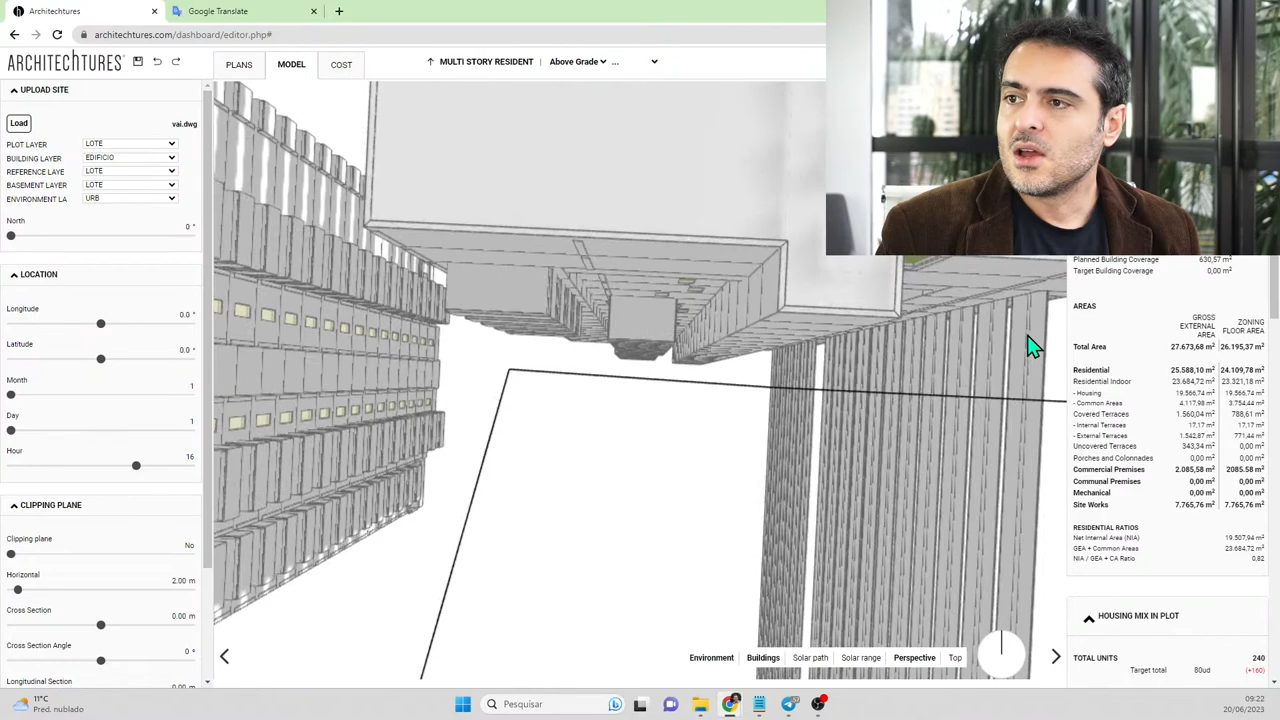 Architechtures
Google Translate
architechtures.com/dashboard/editor.php#
ARCHITECHTURES
PLANS
MODEL
COST
MULTI STORY RESIDENT
Above Grade
...
UPLOAD SITE
Load
vai.dwg
PLOT LAYER
LOTE
BUILDING LAYER
EDIFICIO
REFERENCE LAYE
LOTE
BASEMENT LAYER
LOTE
ENVIRONMENT LA
URB
North
0 °
LOCATION
Longitude
0.0 °
Latitude
0.0 °
Month
1
Day
1
Hour
16
CLIPPING PLANE
Clipping plane
No
Horizontal
2.00 m
Cross Section
0.00 m
Cross Section Angle
0 °
Longitudinal Section
0.00 m
Environment
Buildings
Solar path
Solar range
Perspective
Top
Planned Building Coverage 630,57 m²
Target Building Coverage 0,00 m²
AREAS
GROSS EXTERNAL AREA
ZONING FLOOR AREA
Total Area 27.673,68 m² 26.195,37 m²
Residential 25.588,10 m² 24.109,78 m²
Residential Indoor 23.684,72 m² 23.321,18 m²
- Housing 19.566,74 m² 19.566,74 m²
- Common Areas 4.117,98 m² 3.754,44 m²
Covered Terraces 1.560,04 m² 788,61 m²
- Internal Terraces 17,17 m² 17,17 m²
- External Terraces 1.542,87 m² 771,44 m²
Uncovered Terraces 343,34 m² 0,00 m²
Porches and Colonnades 0,00 m² 0,00 m²
Commercial Premises 2.085,58 m² 2085.58 m²
Communal Premises 0,00 m² 0,00 m²
Mechanical 0,00 m² 0,00 m²
Site Works 7.765,76 m² 7.765,76 m²
RESIDENTIAL RATIOS
Net Internal Area (NIA) 19.507,94 m²
GEA + Common Areas 23.684,72 m²
NIA / GEA + CA Ratio 0,82
HOUSING MIX IN PLOT
TOTAL UNITS 240
Target total 80ud (+160)
11°C
Pred. nublado
Pesquisar
09:22
20/06/2023